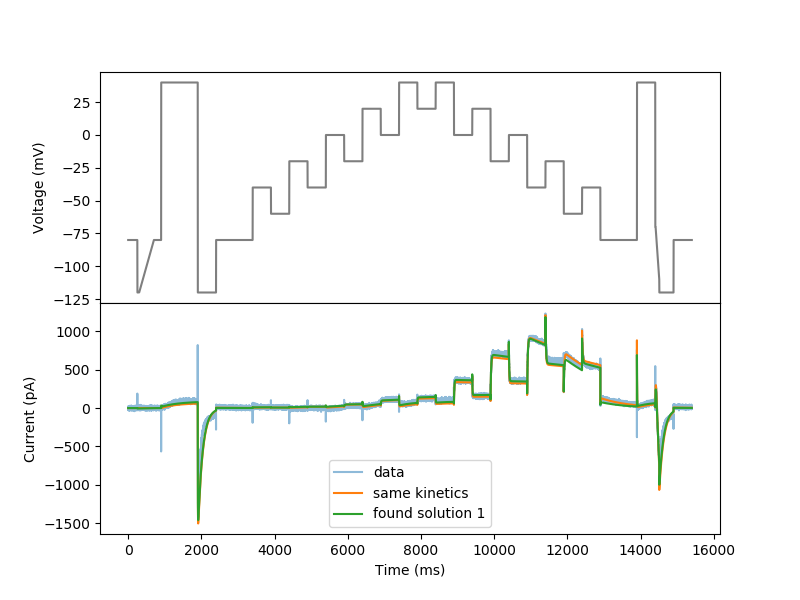 25
0
−25
−50
−75
−100
−125
Voltage (mV)
1000
500
0
−500
−1000
−1500
Current (pA)
data
same kinetics
found solution 1
0 2000 4000 6000 8000 10000 12000 14000 16000
Time (ms)